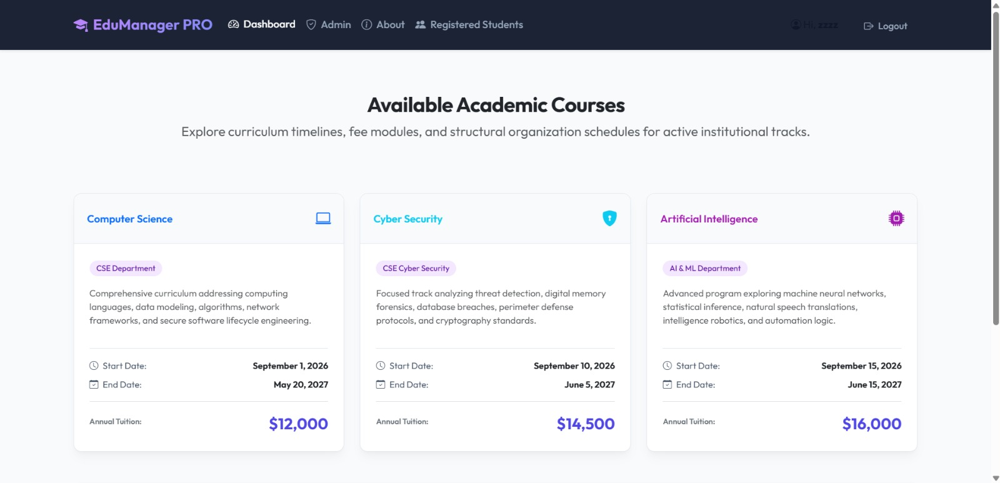 EduManager PRO
Dashboard
Admin
About
Registered Students
Hi, zzzz
Logout
Available Academic Courses
Explore curriculum timelines, fee modules, and structural organization schedules for active institutional tracks.
Computer Science
CSE Department
Comprehensive curriculum addressing computing
languages, data modeling, algorithms, network
frameworks, and secure software lifecycle engineering.
Start Date: September 1, 2026
End Date: May 20, 2027
Annual Tuition: $12,000
Cyber Security
CSE Cyber Security
Focused track analyzing threat detection, digital memory
forensics, database breaches, perimeter defense
protocols, and cryptography standards.
Start Date: September 10, 2026
End Date: June 5, 2027
Annual Tuition: $14,500
Artificial Intelligence
AI & ML Department
Advanced program exploring machine neural networks,
statistical inference, natural speech translations,
intelligence robotics, and automation logic.
Start Date: September 15, 2026
End Date: June 15, 2027
Annual Tuition: $16,000